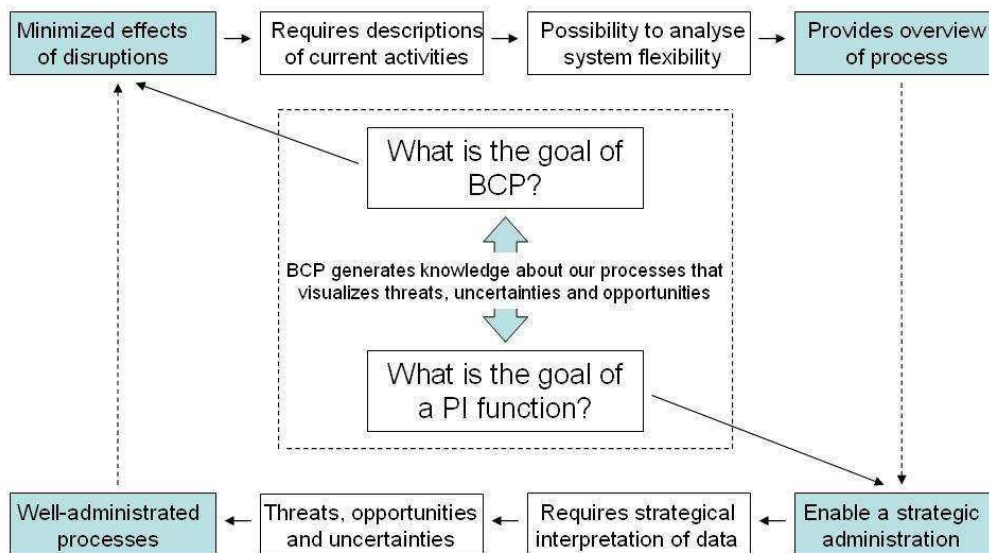 Minimized effects
of disruptions
Requires descriptions
of current activities
Possibility to analyse
system flexibility
Provides overview
of process
What is the goal of
BCP?
BCP generates knowledge about our processes that
visualizes threats, uncertainties and opportunities
What is the goal of
a PI function?
Well-administrated
processes
Threats, opportunities
and uncertainties
Requires strategical
interpretation of data
Enable a strategic
administration